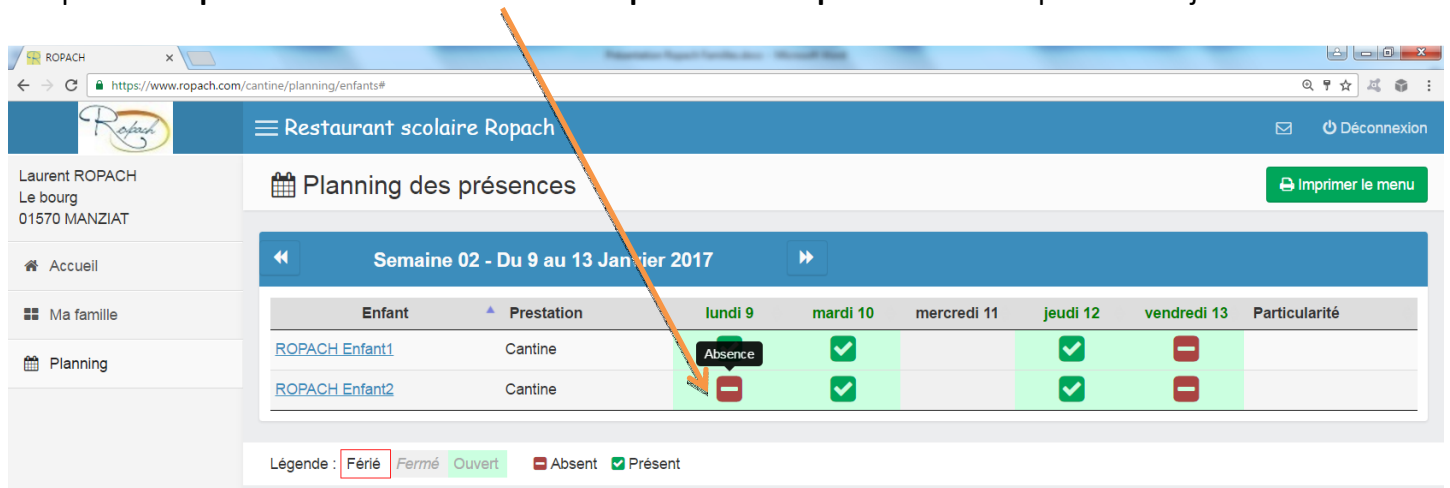 ROPACH
https://www.ropach.com/cantine/planning/enfants#
Ropach
Restaurant scolaire Ropach
Déconnexion
Laurent ROPACH
Le bourg
01570 MANZIAT
Planning des présences
Imprimer le menu
Accueil
Ma famille
Planning
Semaine 02 - Du 9 au 13 Janvier 2017
Enfant Prestation lundi 9 mardi 10 mercredi 11 jeudi 12 vendredi 13 Particularité
ROPACH Enfant1 Cantine
Absence
ROPACH Enfant2 Cantine
Légende : Férié Fermé Ouvert Absent Présent